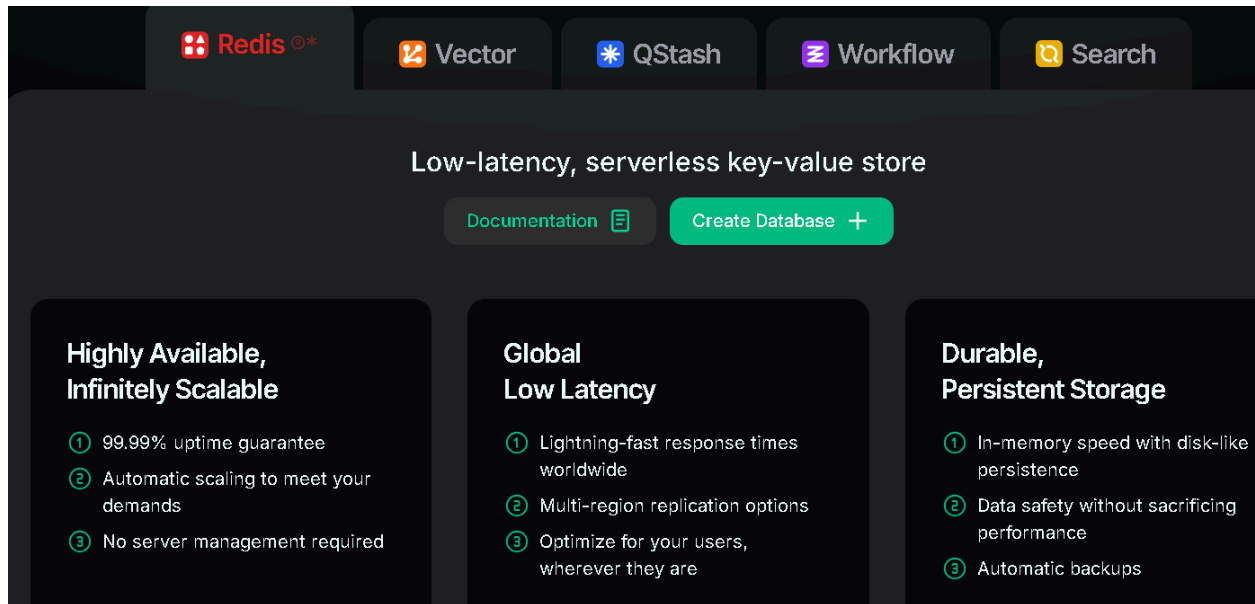 Redis ®*
Vector
QStash
Workflow
Search
Low-latency, serverless key-value store
Documentation
Create Database
Highly Available,
Infinitely Scalable
1 99.99% uptime guarantee
2 Automatic scaling to meet your
demands
3 No server management required
Global
Low Latency
1 Lightning-fast response times
worldwide
2 Multi-region replication options
3 Optimize for your users,
wherever they are
Durable,
Persistent Storage
1 In-memory speed with disk-like
persistence
2 Data safety without sacrificing
performance
3 Automatic backups